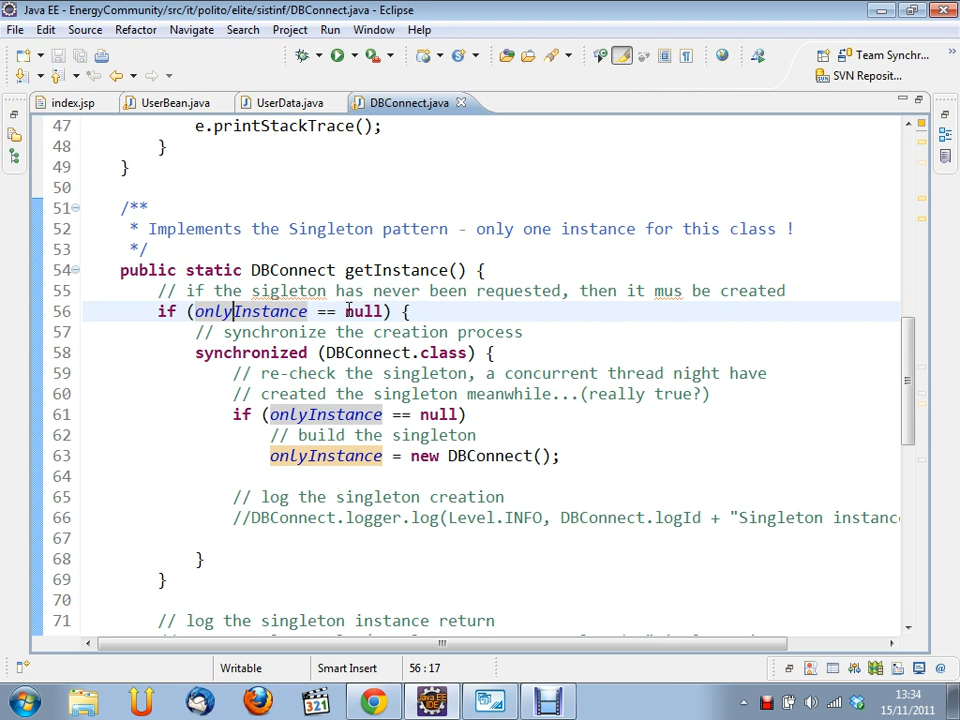 Java EE - EnergyCommunity/src/it/polito/elite/sistinf/DBConnect.java - Eclipse
File Edit Source Refactor Navigate Search Project Run Window Help
Team Synchr...
SVN Reposit...
index.jsp UserBean.java UserData.java DBConnect.java
47 e.printStackTrace();
48 }
49 }
50
51 /**
52 * Implements the Singleton pattern - only one instance for this class !
53 */
54 public static DBConnect getInstance() {
55 // if the sigleton has never been requested, then it mus be created
56 if (onlyInstance == null) {
57 // synchronize the creation process
58 synchronized (DBConnect.class) {
59 // re-check the singleton, a concurrent thread night have
60 // created the singleton meanwhile...(really true?)
61 if (onlyInstance == null)
62 // build the singleton
63 onlyInstance = new DBConnect();
64
65 // log the singleton creation
66 //DBConnect.logger.log(Level.INFO, DBConnect.logId + "Singleton instanc
67
68 }
69 }
70
71 // log the singleton instance return
Writable Smart Insert 56 : 17
321
Java EE
IDE
13:34
15/11/2011